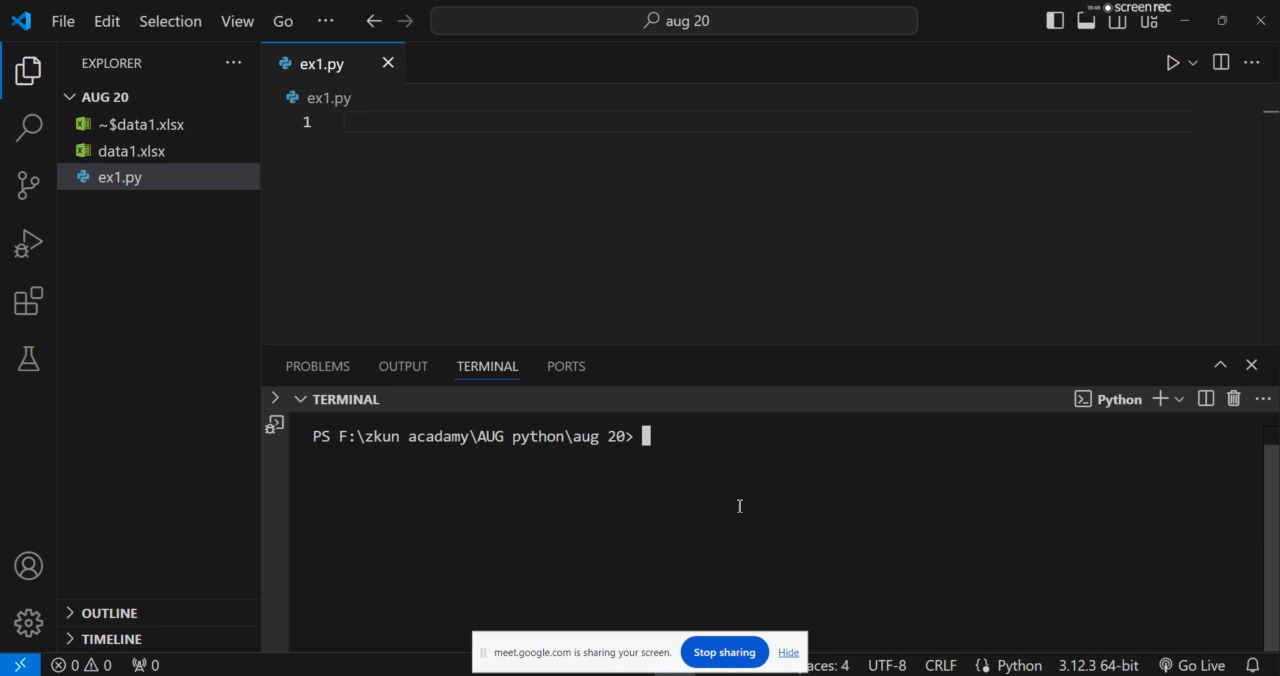 File Edit Selection View Go ··· aug 20 18:48 screenrec
EXPLORER ···
ex1.py
AUG 20
~$data1.xlsx
data1.xlsx
ex1.py
ex1.py
1
PROBLEMS OUTPUT TERMINAL PORTS
TERMINAL Python
PS F:\zkun acadamy\AUG python\aug 20>
OUTLINE
TIMELINE
meet.google.com is sharing your screen. Stop sharing Hide
0 0 0 aces: 4 UTF-8 CRLF Python 3.12.3 64-bit Go Live